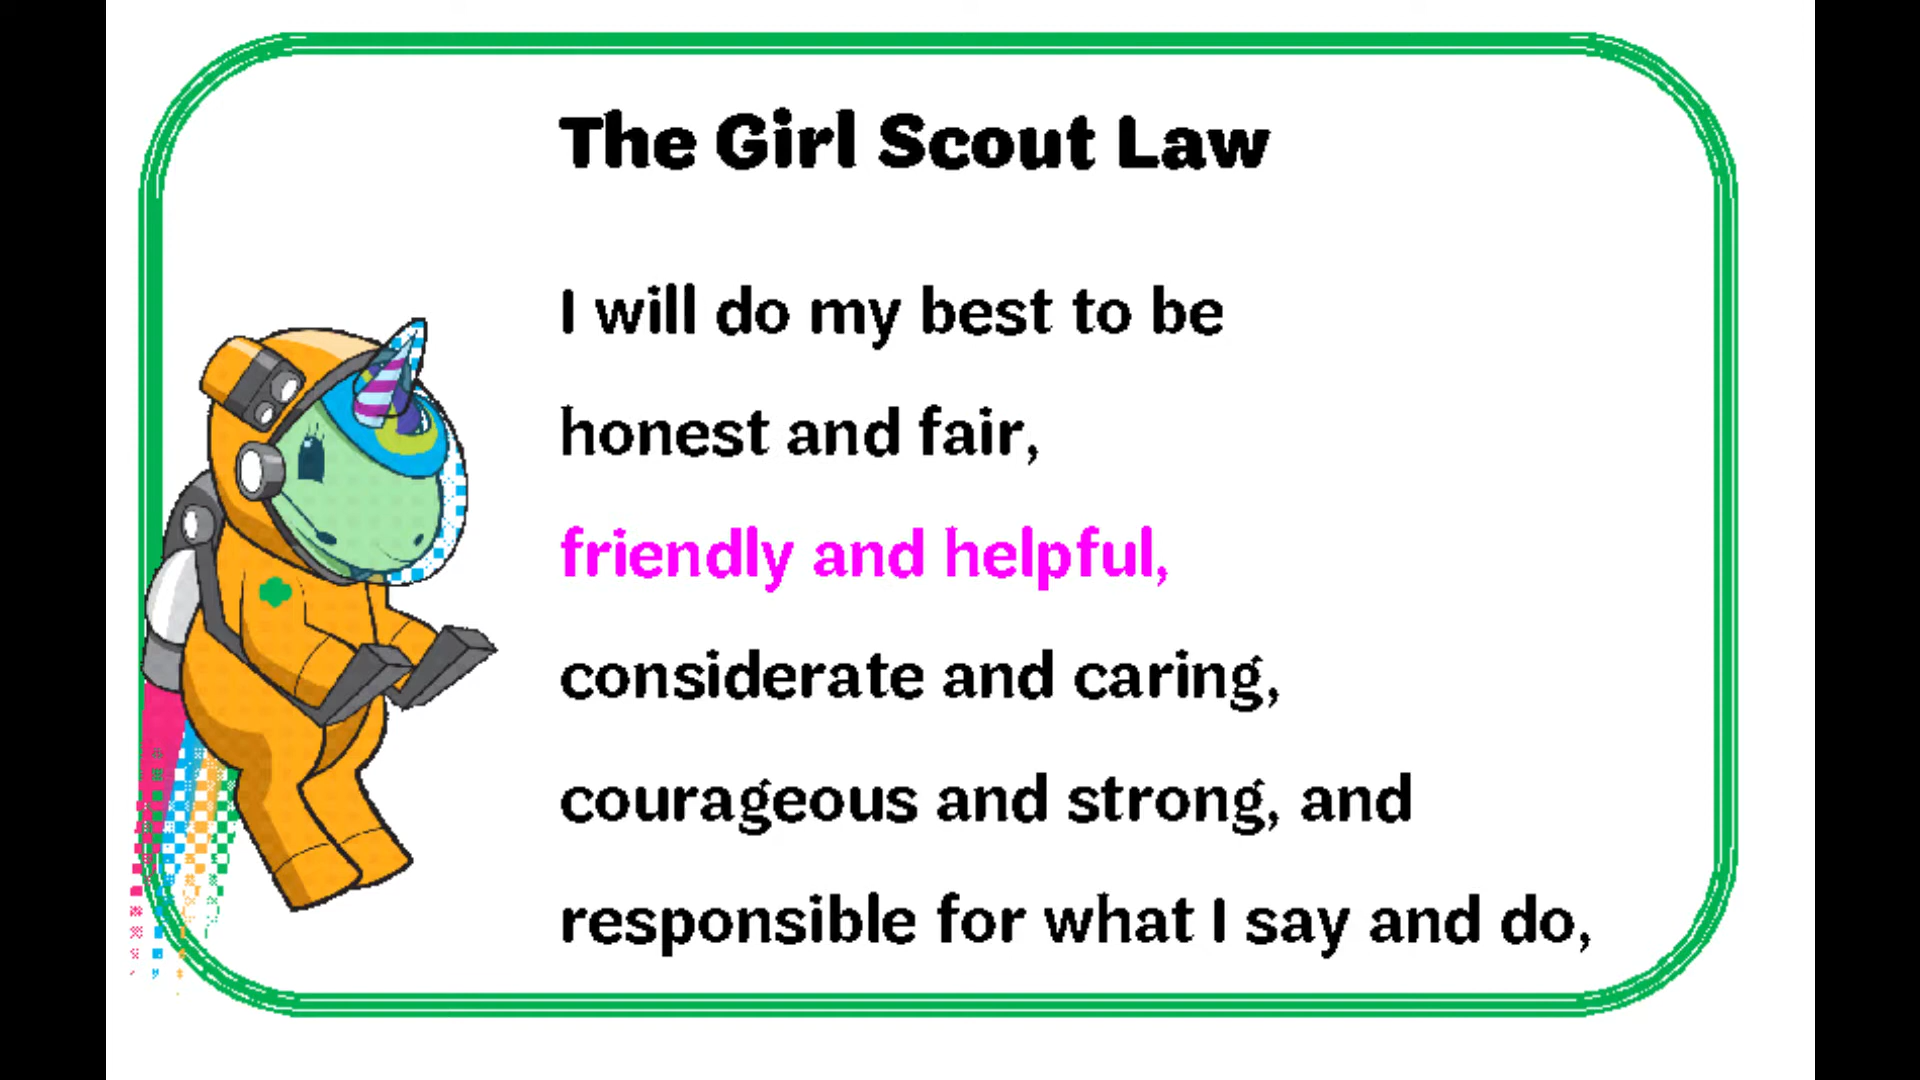 The Girl Scout Law
I will do my best to be
honest and fair,
friendly and helpful,
considerate and caring,
courageous and strong, and
responsible for what I say and do,